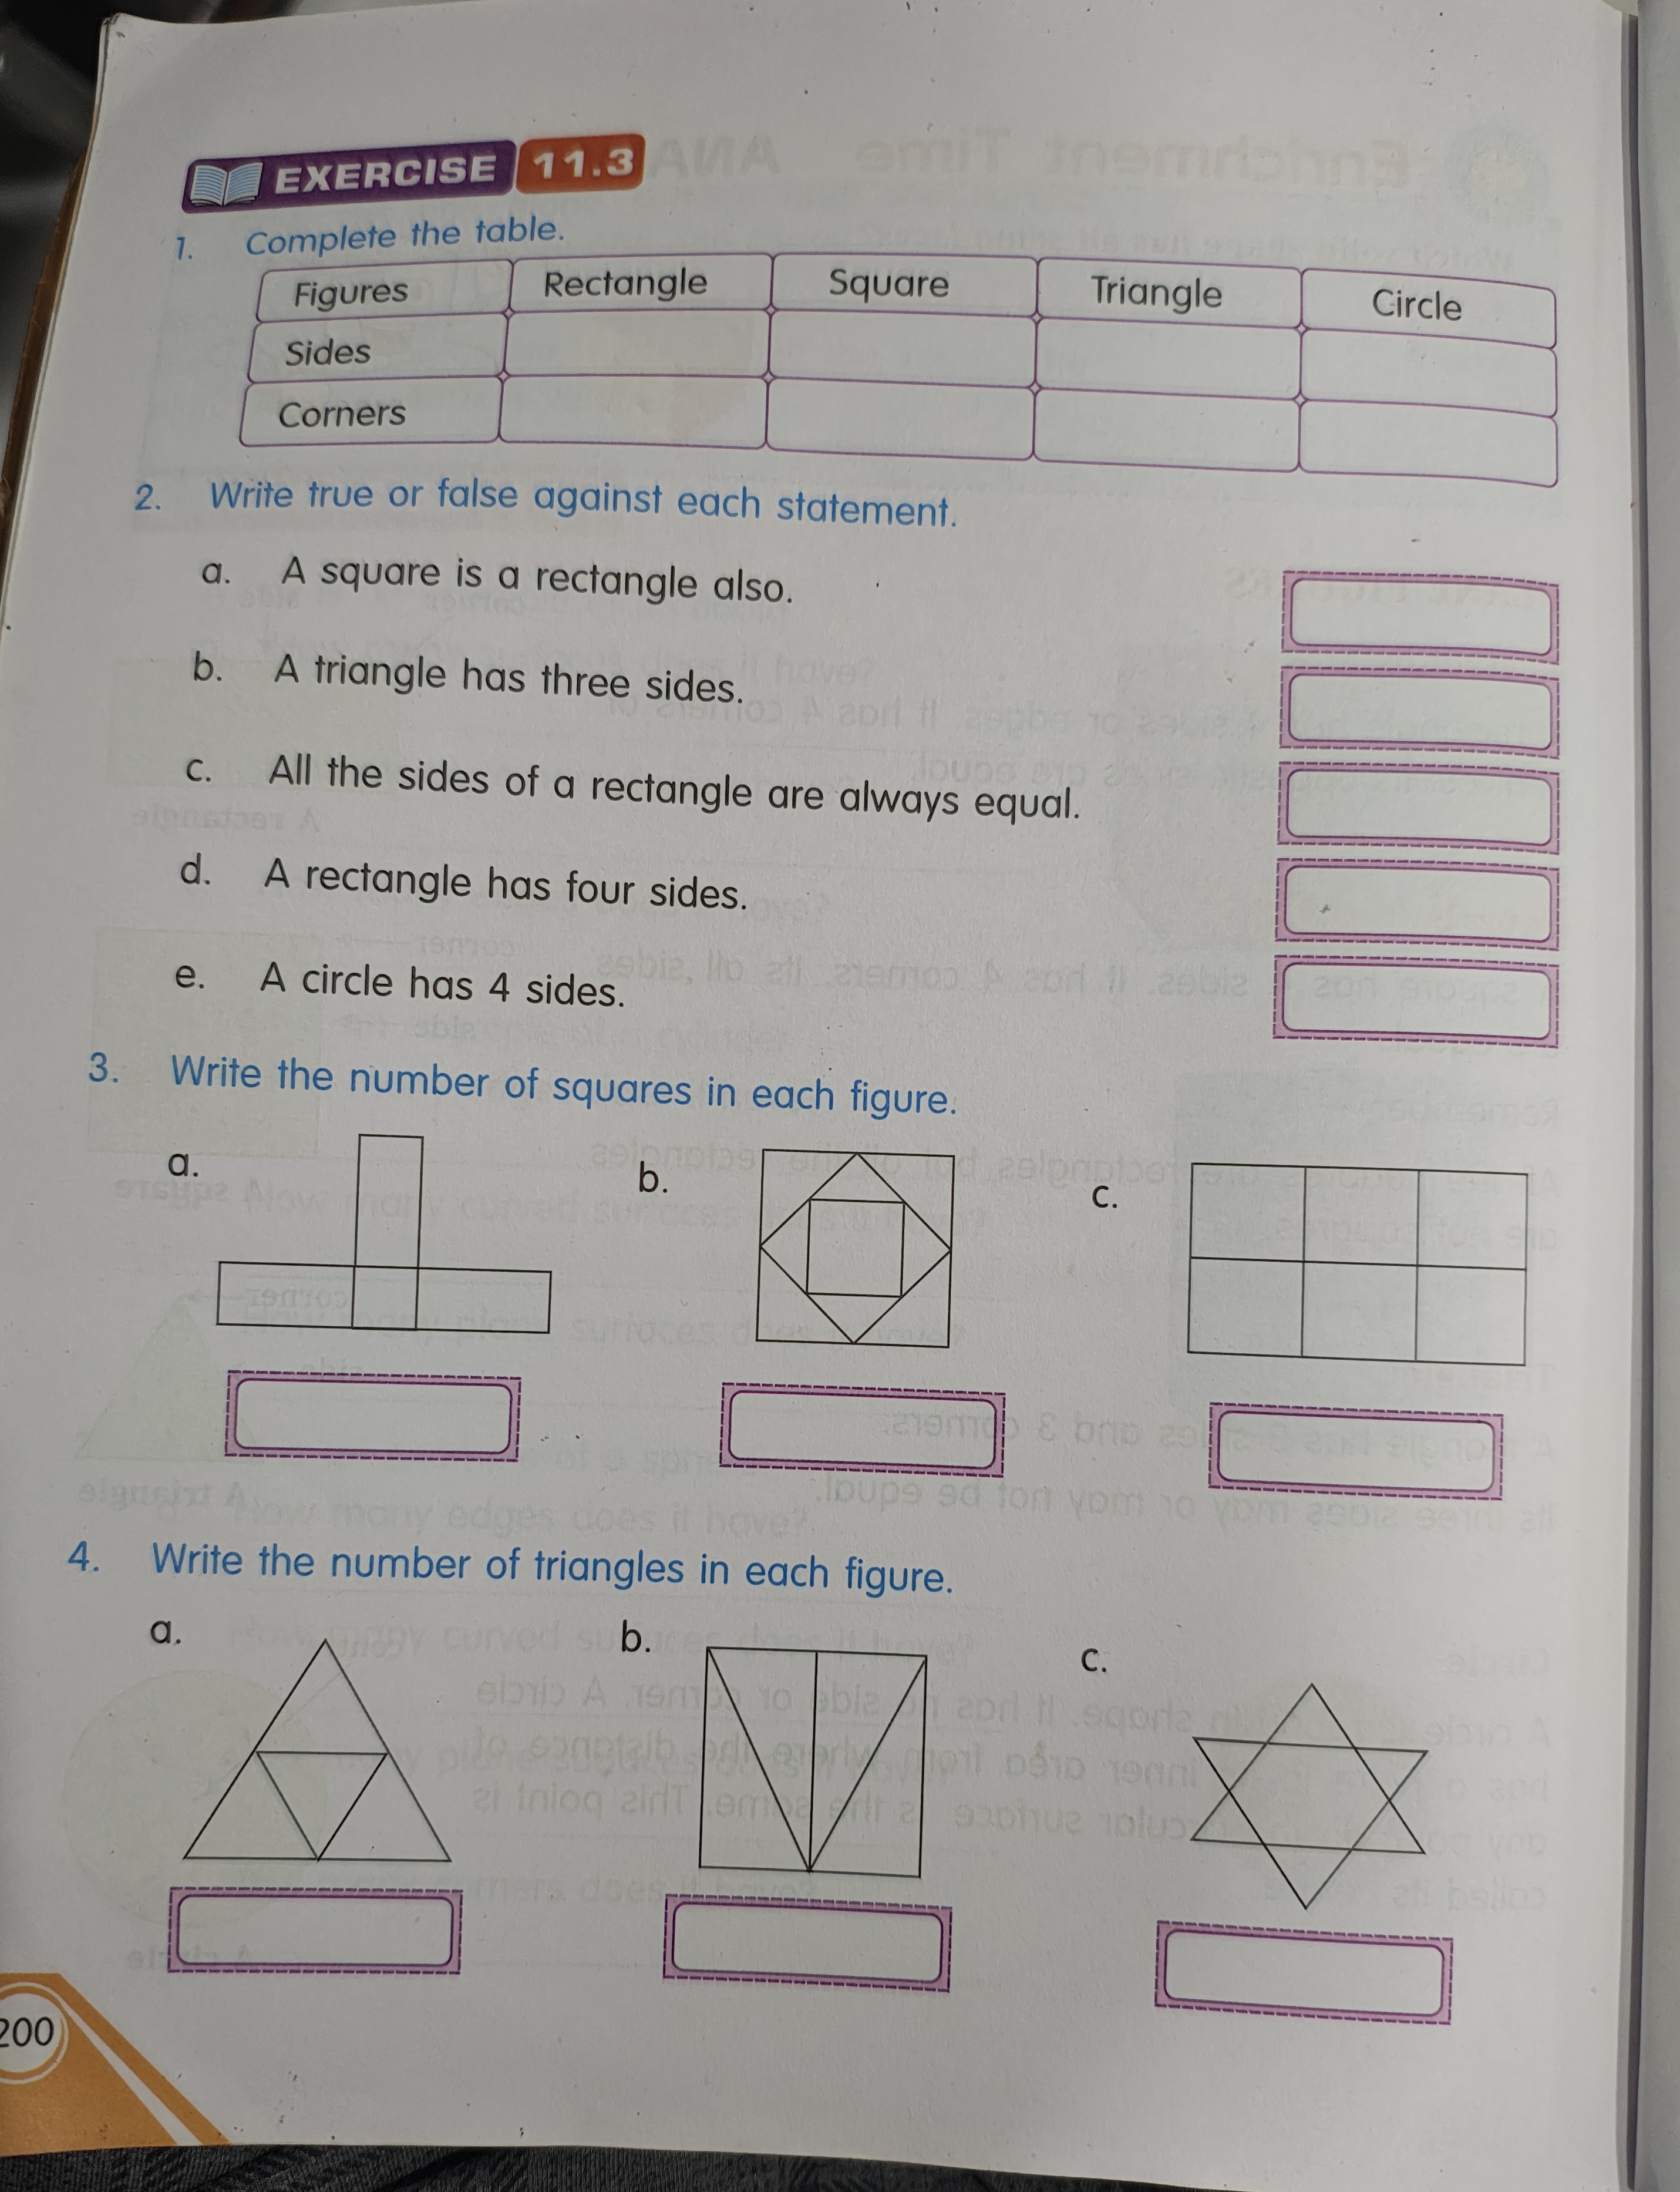 EXERCISE 11.3
1. Complete the table.
Figures Rectangle Square Triangle Circle
Sides
Corners
2. Write true or false against each statement.
a. A square is a rectangle also.
b. A triangle has three sides.
c. All the sides of a rectangle are always equal.
d. A rectangle has four sides.
e. A circle has 4 sides.
3. Write the number of squares in each figure.
a. b. c.
4. Write the number of triangles in each figure.
a. b. c.
200